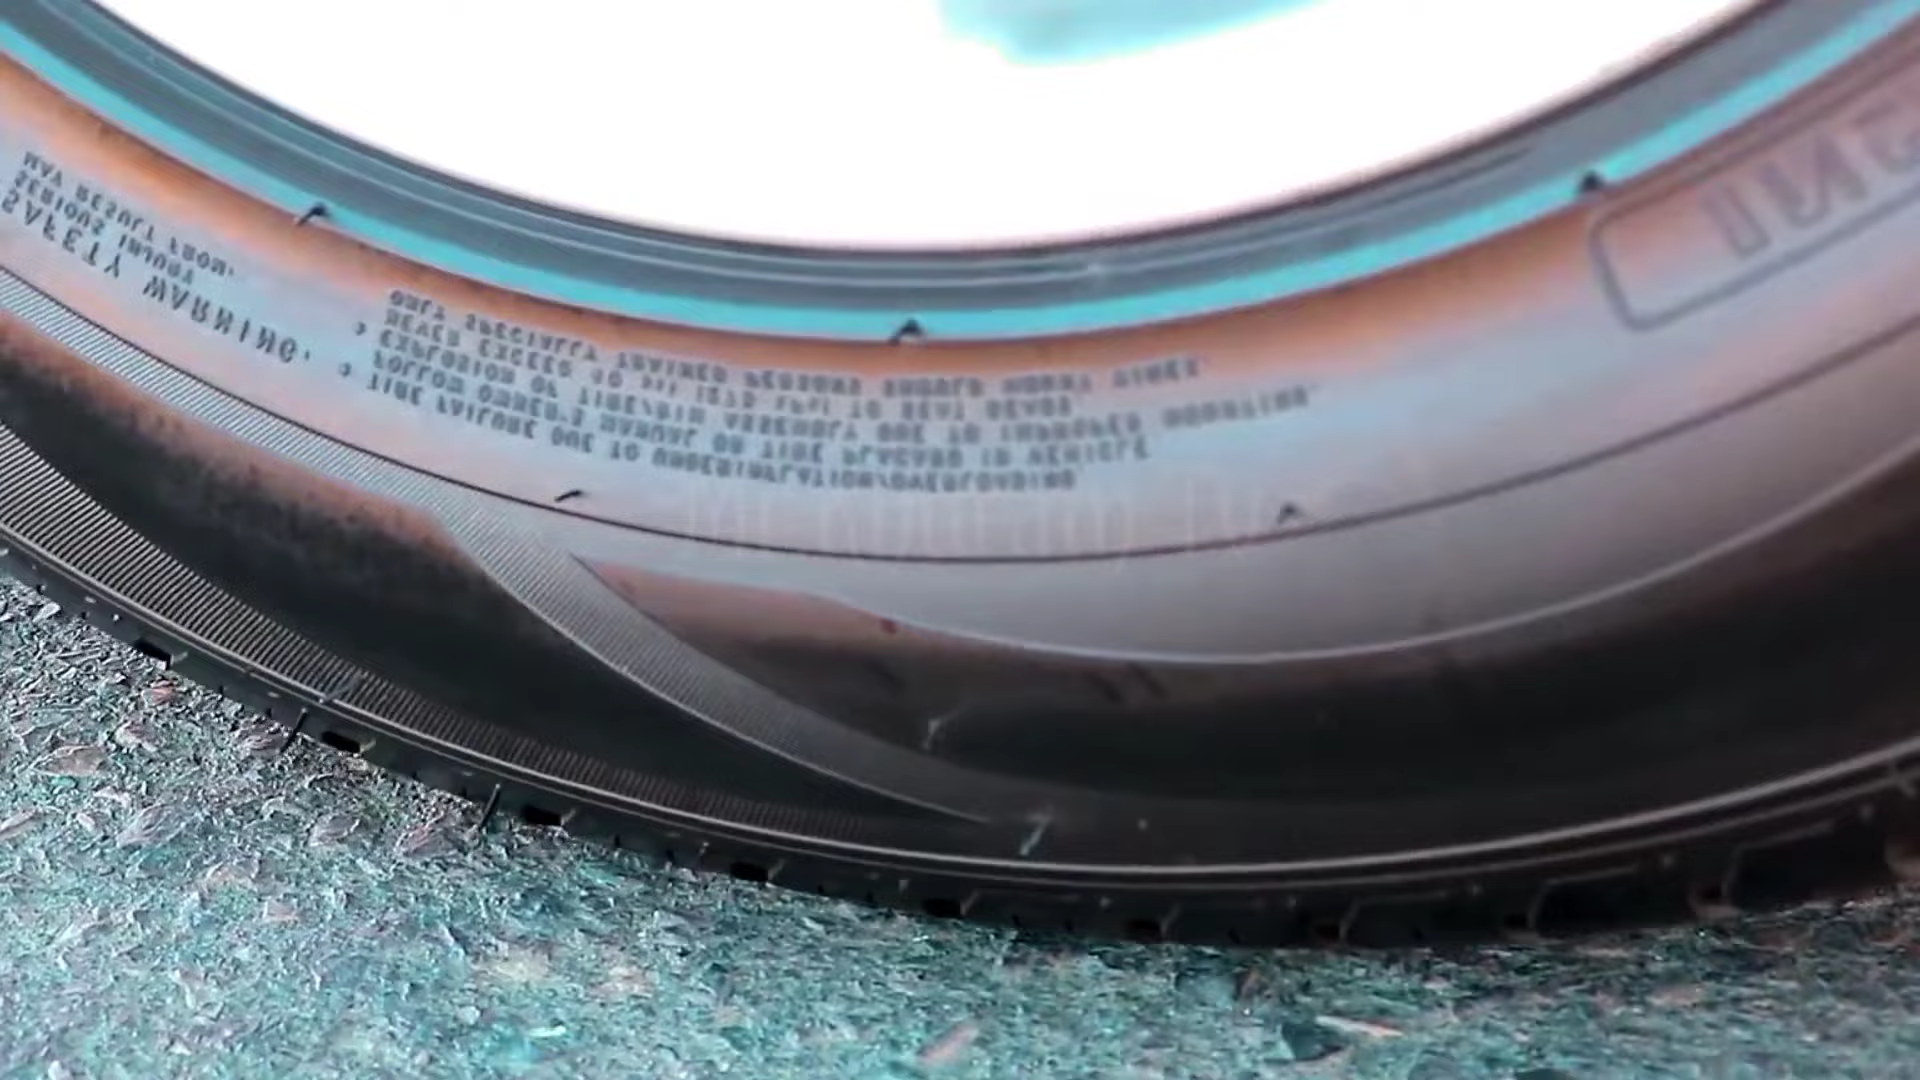 SAFETY WARNING:
SERIOUS INJURY
MAY RESULT FROM:
• TIRE FAILURE DUE TO UNDERINFLATION/OVERLOADING
FOLLOW OWNER'S MANUAL OR TIRE PLACARD IN VEHICLE
• EXPLOSION OF TIRE/RIM ASSEMBLY DUE TO IMPROPER MOUNTING.
NEVER EXCEED 40 PSI (275 kPa) TO SEAT BEADS
ONLY SPECIALLY TRAINED PERSONS SHOULD MOUNT TIRES.